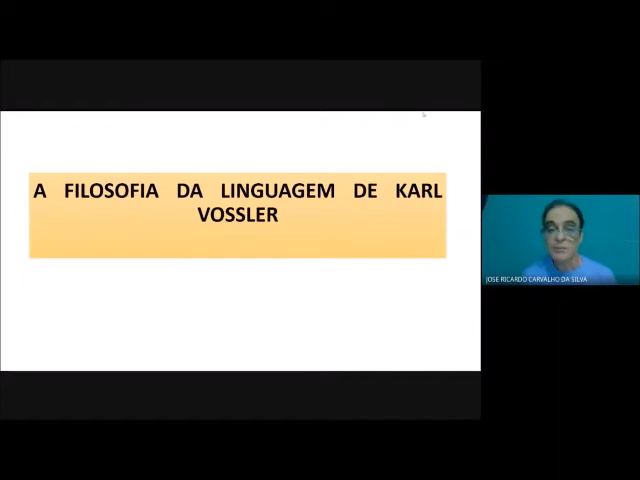 A FILOSOFIA DA LINGUAGEM DE KARL
VOSSLER
JOSE RICARDO CARVALHO DA SILVA